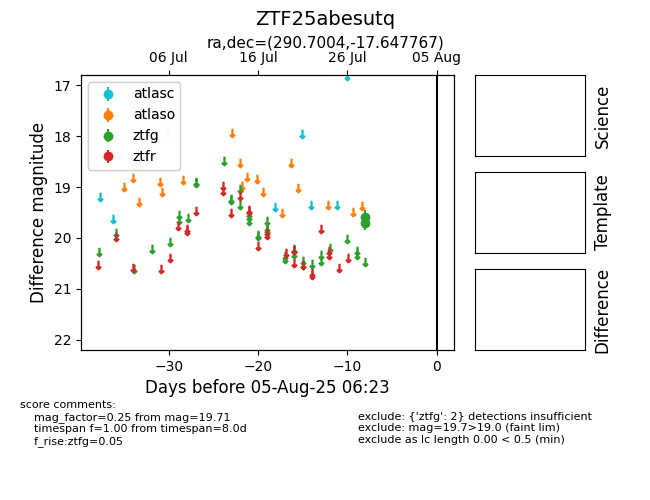 ZTF25abesutq
ra,dec=(290.7004,-17.647767)
06 Jul 16 Jul 26 Jul 05 Aug
17
18
19
20
21
22
Difference magnitude
atlasc
atlaso
ztfg
ztfr
−30 −20 −10 0
Days before 05-Aug-25 06:23
Science
Template
Difference
score comments:
mag_factor=0.25 from mag=19.71
timespan f=1.00 from timespan=8.0d
f_rise:ztfg=0.05
exclude: {'ztfg': 2} detections insufficient
exclude: mag=19.7>19.0 (faint lim)
exclude as lc length 0.00 < 0.5 (min)